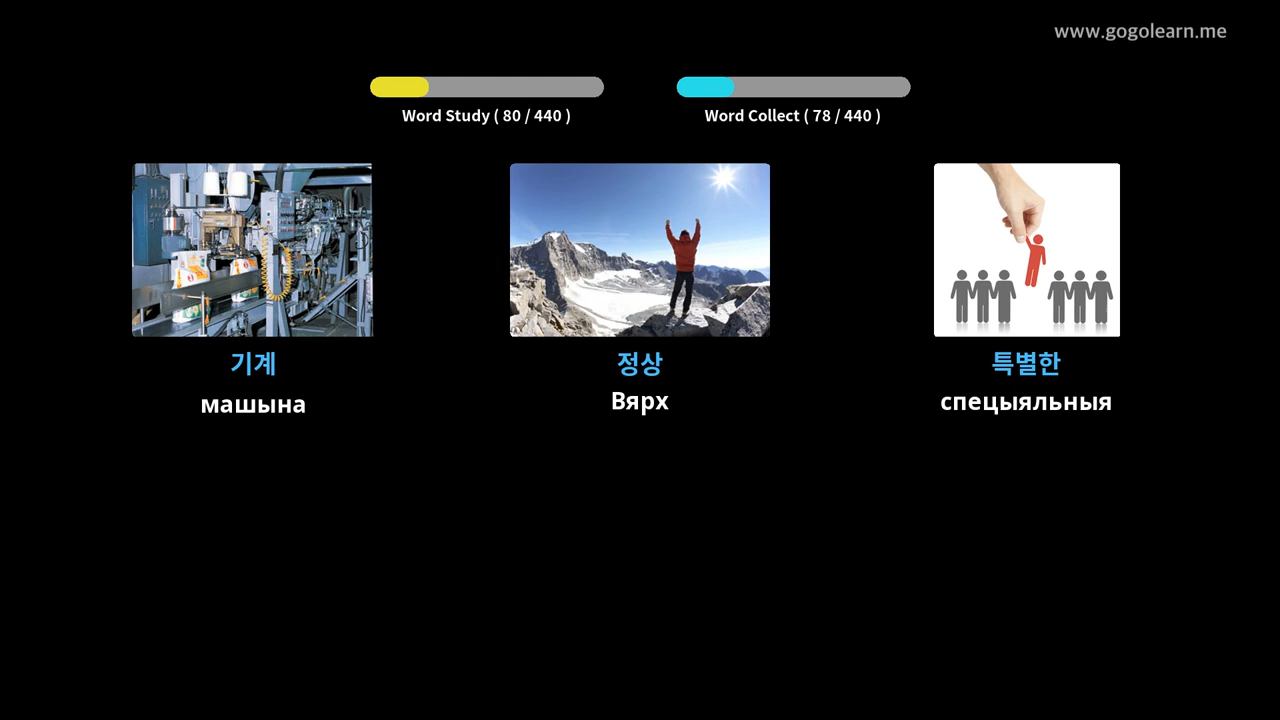 www.gogolearn.me
Word Study ( 80 / 440 )
Word Collect ( 78 / 440 )
기계
정상
특별한
машына
Вярх
спецыяльныя